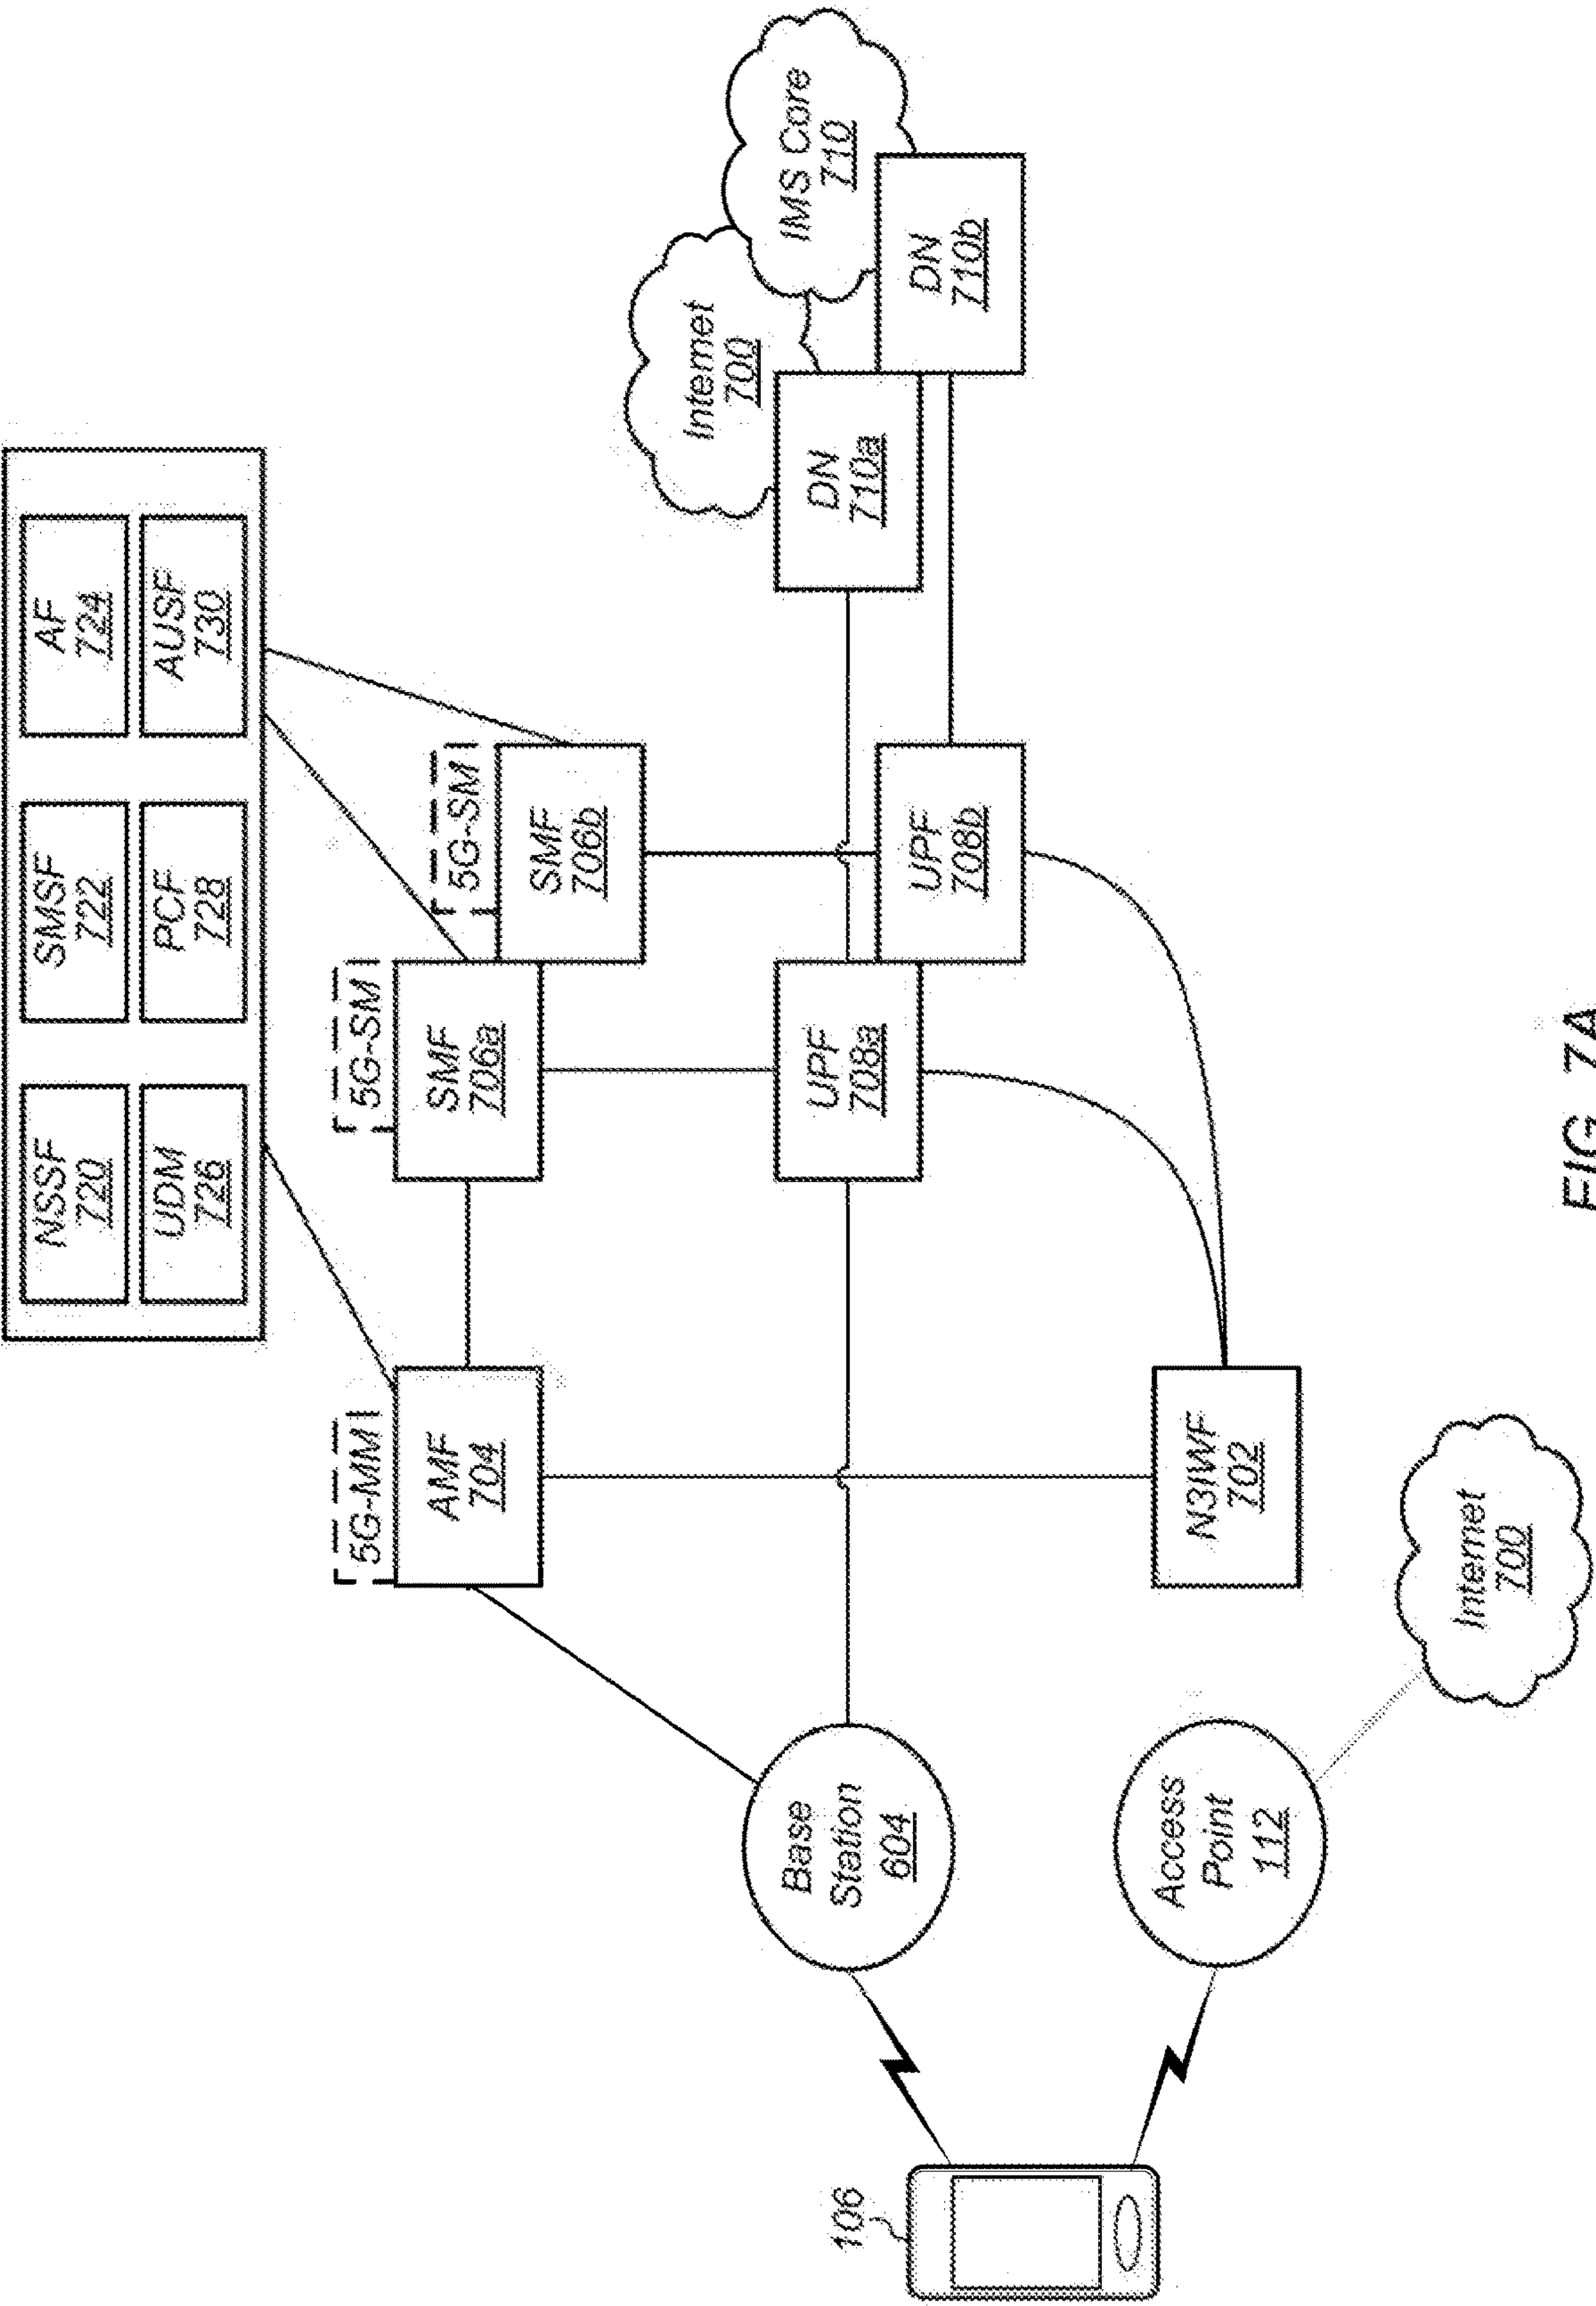 NSSF
720
SMSF
722
AF
724
UDM
726
PCF
728
AUSF
730
5G-MM
AMF
704
5G-SM
SMF
706a
5G-SM
SMF
706b
Internet
700
IMS Core
710
106
Base
Station
604
UPF
708a
UPF
708b
DN
710a
DN
710b
Access
Point
112
N3IWF
702
Internet
700
FIG. 7A